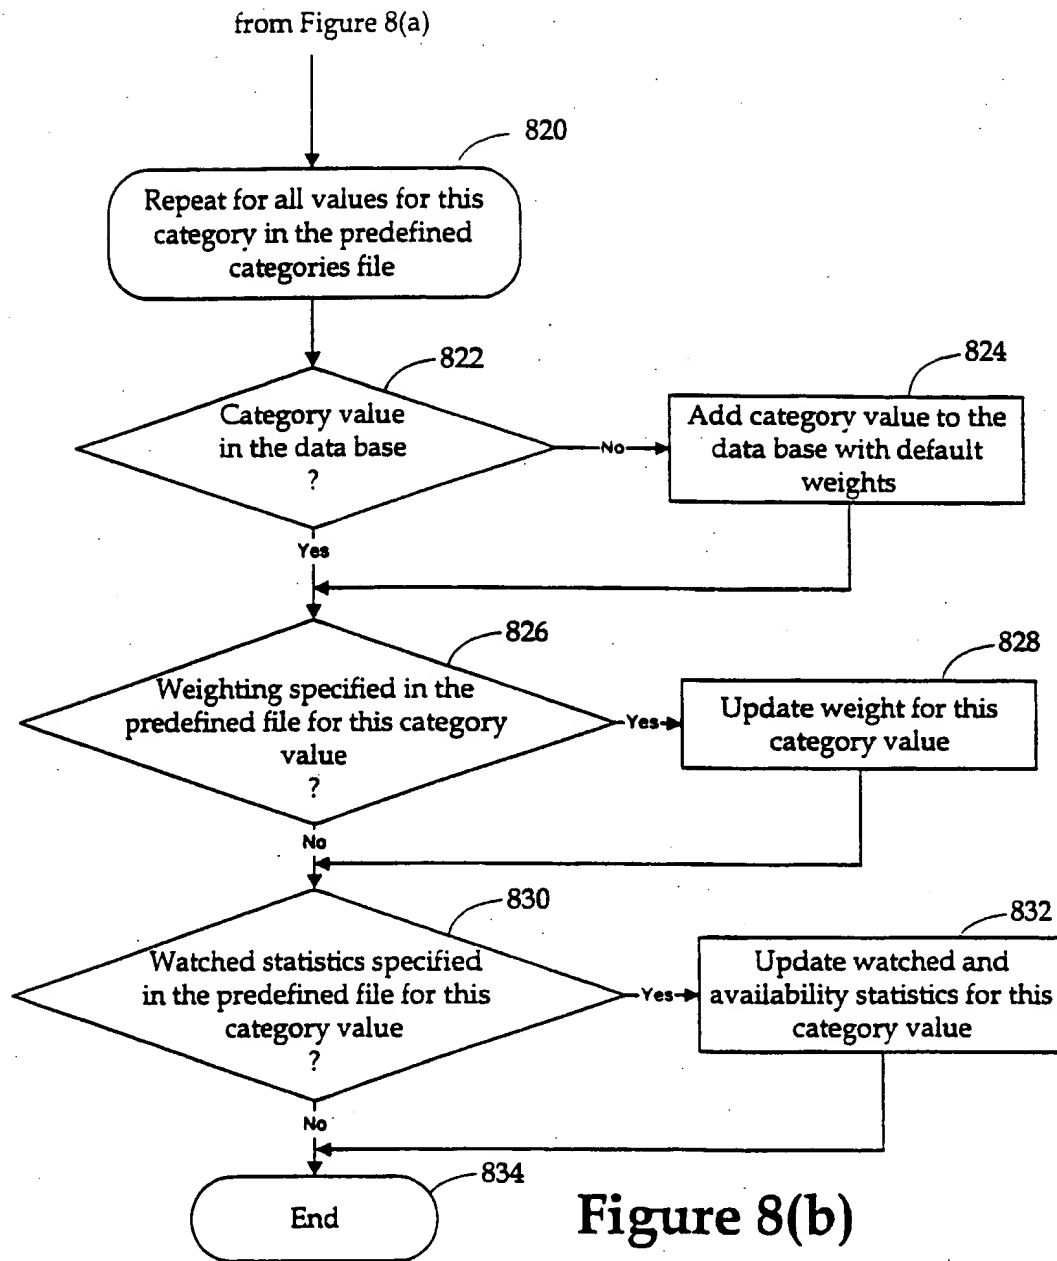 from Figure 8(a)
820
Repeat for all values for this
category in the predefined
categories file
822
Category value
in the data base
?
No
824
Add category value to the
data base with default
weights
Yes
826
Weighting specified in the
predefined file for this category
value
?
Yes
828
Update weight for this
category value
No
830
Watched statistics specified
in the predefined file for this
category value
?
Yes
832
Update watched and
availability statistics for this
category value
No
834
End
Figure 8(b)